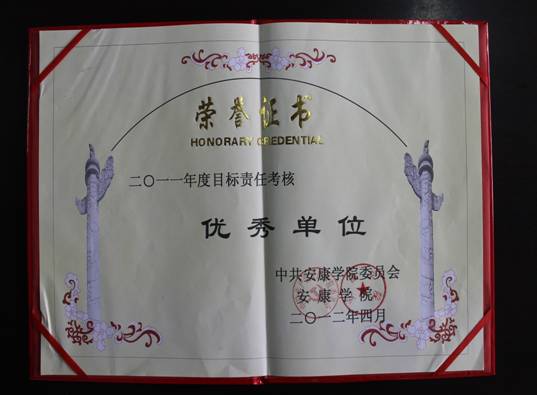 荣誉证书
HONORARY CREDENTIAL
二〇一一年度目标责任考核
优秀单位
中共安康学院委员会
安康学院
二〇一二年四月